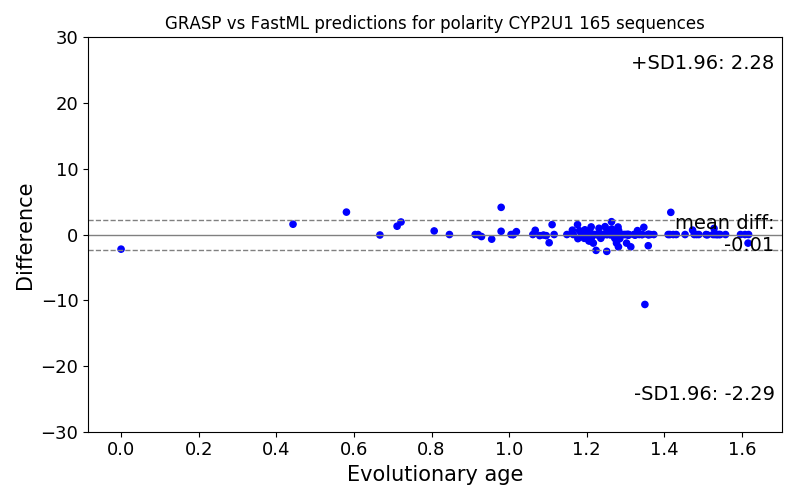 GRASP vs FastML predictions for polarity CYP2U1 165 sequences
30
20
10
0
−10
−20
−30
Difference
+SD1.96: 2.28
mean diff:
-0.01
-SD1.96: -2.29
0.0 0.2 0.4 0.6 0.8 1.0 1.2 1.4 1.6
Evolutionary age